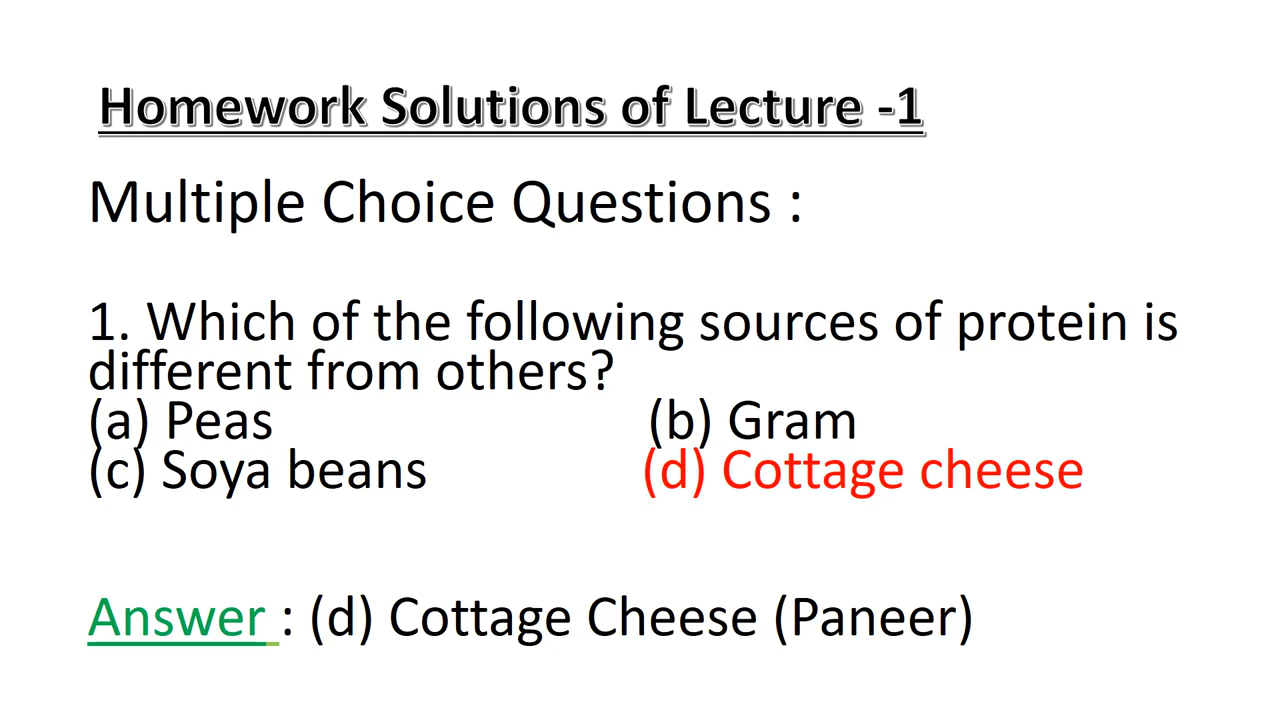 Homework Solutions of Lecture -1
Multiple Choice Questions :
1. Which of the following sources of protein is
different from others?
(a) Peas (b) Gram
(c) Soya beans (d) Cottage cheese
Answer : (d) Cottage Cheese (Paneer)